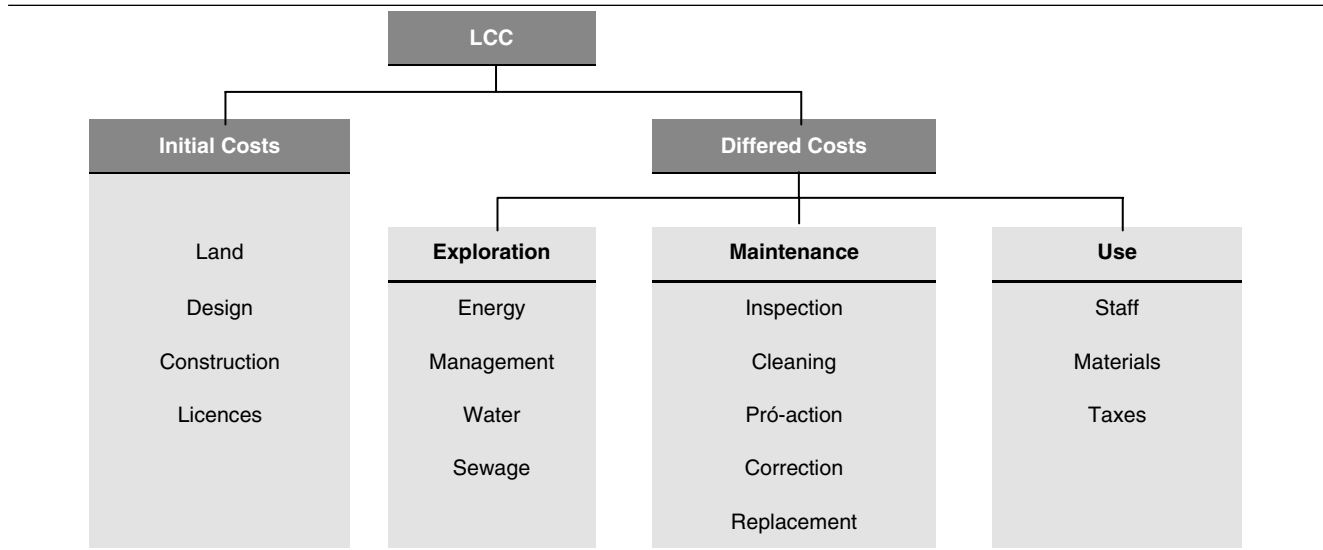 LCC
Initial Costs
Differed Costs
Land
Design
Construction
Licences
Exploration
Energy
Management
Water
Sewage
Maintenance
Inspection
Cleaning
Pró-action
Correction
Replacement
Use
Staff
Materials
Taxes